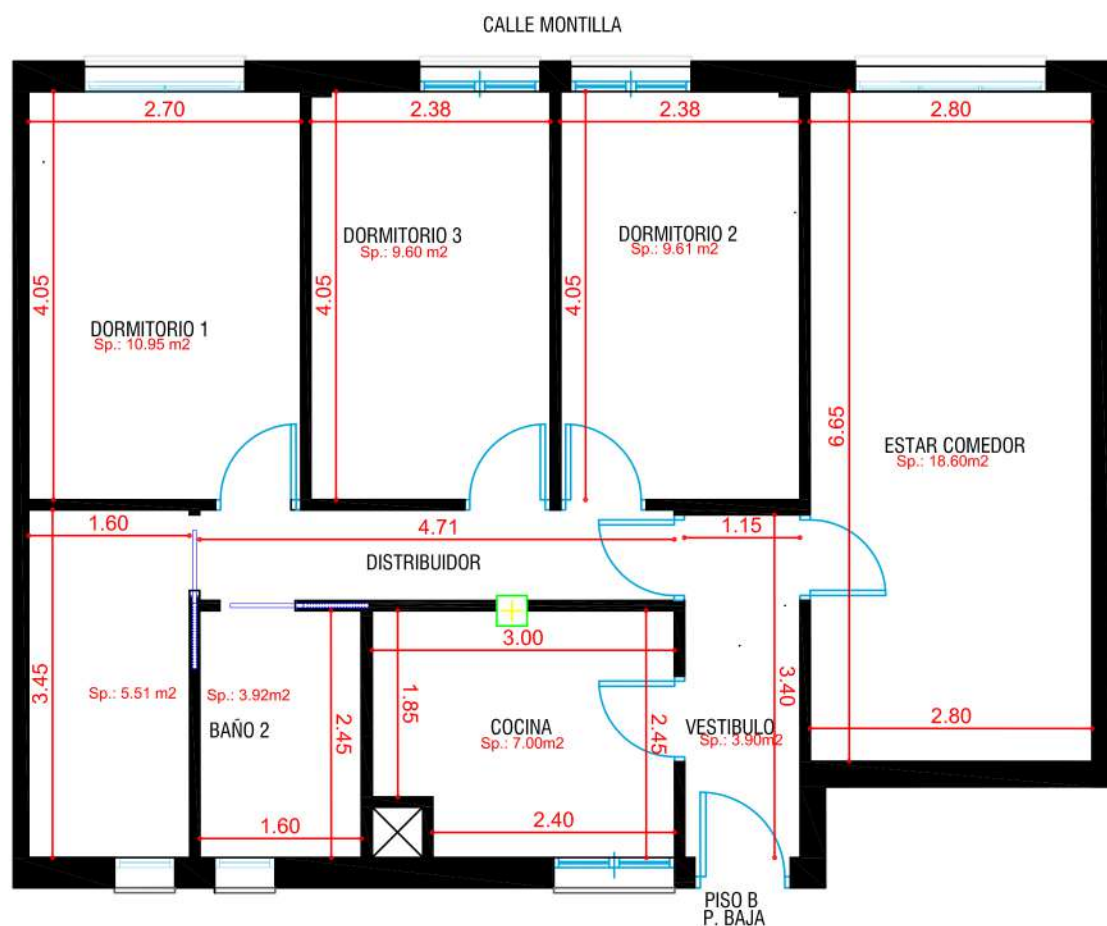 CALLE MONTILLA
2.70
2.38
2.38
2.80
DORMITORIO 3
Sp.: 9.60 m2
DORMITORIO 2
Sp.: 9.61 m2
4.05
4.05
4.05
DORMITORIO 1
Sp.: 10.95 m2
6.65
ESTAR COMEDOR
Sp.: 18.60m2
1.60
4.71
1.15
DISTRIBUIDOR
3.00
3.45
Sp.: 5.51 m2
Sp.: 3.92m2
BAÑO 2
2.45
1.85
COCINA
Sp.: 7.00m2
2.45
VESTIBULO
Sp.: 3.90m2
3.40
2.80
1.60
2.40
PISO B
P. BAJA